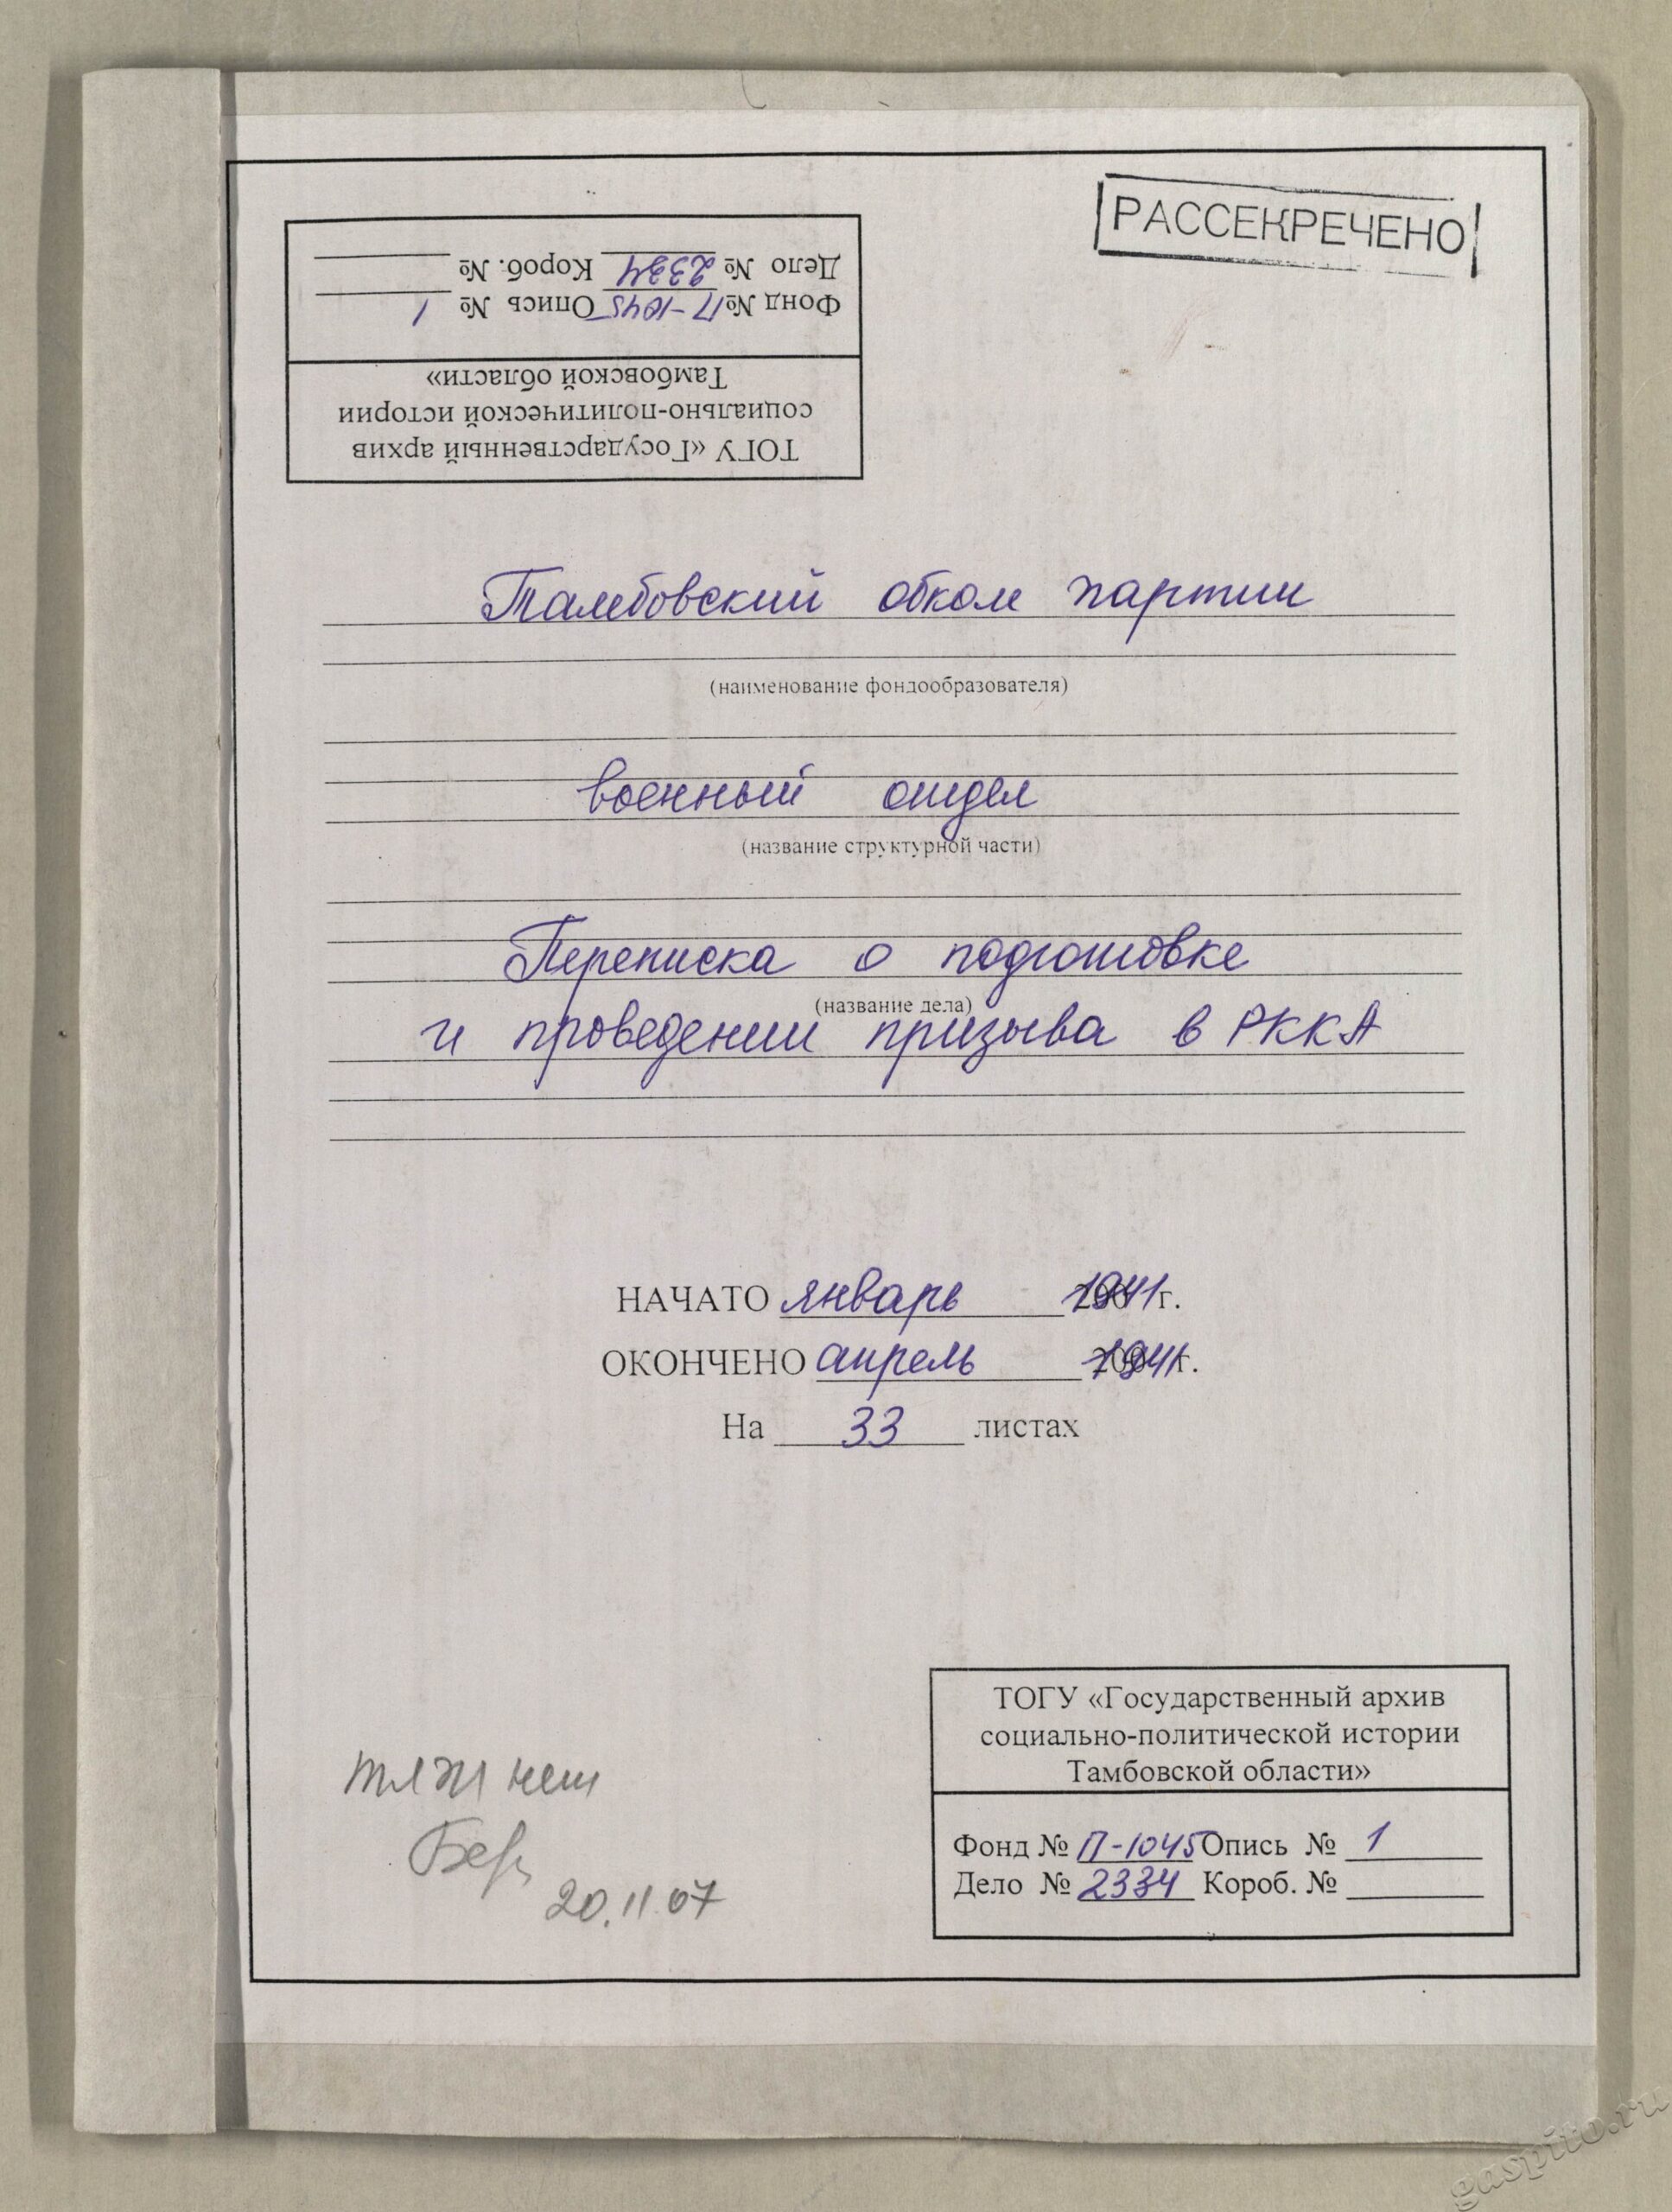 РАССЕКРЕЧЕНО
ТОГУ «Государственный архив
социально-политической истории
Тамбовской области»
Фонд № П-1045 Опись № 1
Дело № 2334 Короб. №
Тамбовский обком партии
(наименование фондообразователя)
военный отдел
(название структурной части)
Переписка о подготовке
(название дела)
и проведении призыва в РККА
НАЧАТО январь 1941 г.
ОКОНЧЕНО апрель 1941 г.
На 33 листах
нет
20.11.07
ТОГУ «Государственный архив
социально-политической истории
Тамбовской области»
Фонд № П-1045 Опись № 1
Дело № 2334 Короб. №
gaspito.ru